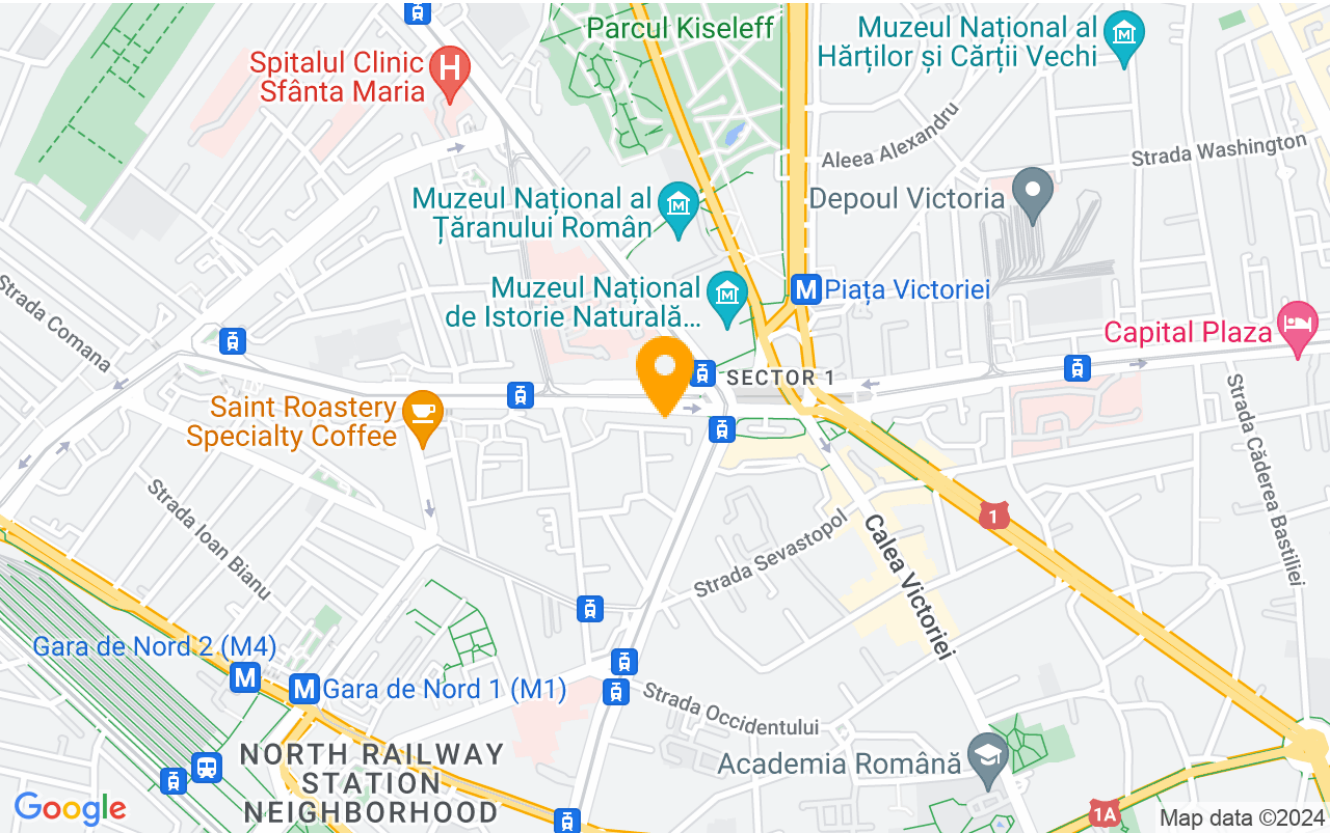 Parcul Kiseleff
Muzeul Național al
Hărților și Cărții Vechi
Spitalul Clinic
Sfânta Maria
H
Aleea Alexandru
Strada Washington
Muzeul Național al
Țăranului Român
Depoul Victoria
Muzeul Național
de Istorie Naturală...
M Piața Victoriei
Strada Comana
Capital Plaza
SECTOR 1
Saint Roastery
Specialty Coffee
Strada Căderea Bastiliei
Strada Ioan Bianu
1
Calea Victoriei
Strada Sevastopol
Gara de Nord 2 (M4)
M
M Gara de Nord 1 (M1)
Strada Occidentului
NORTH RAILWAY
STATION
NEIGHBORHOOD
Academia Română
Google
1A
Map data ©2024